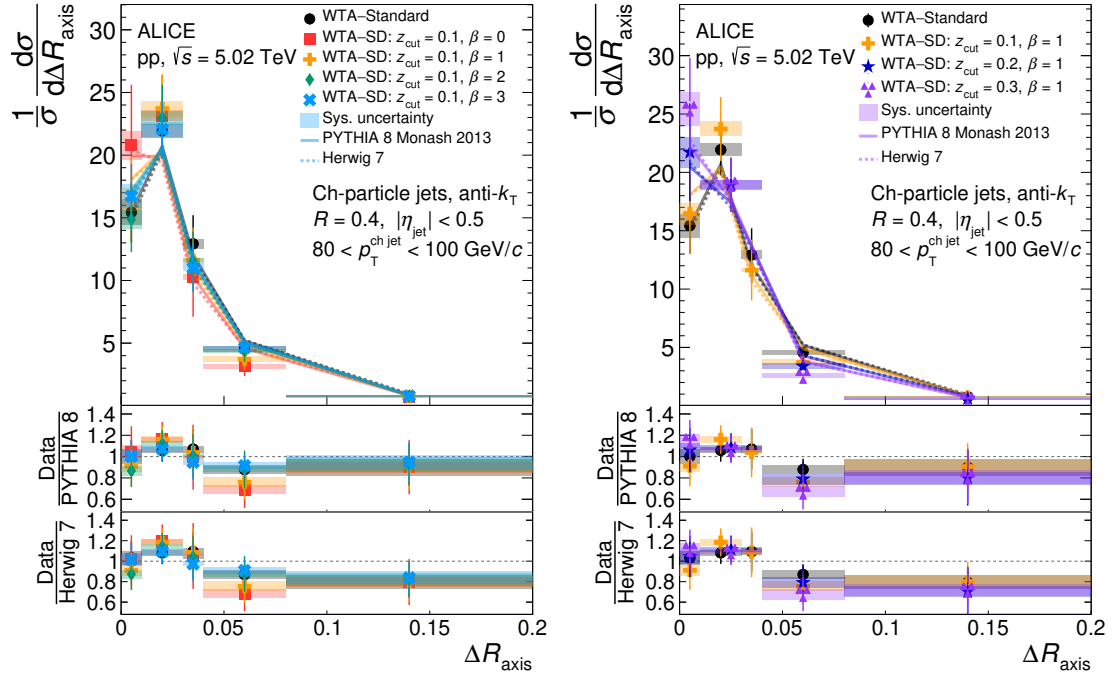 1/σ dσ/dΔR_axis
ALICE
pp, √s = 5.02 TeV
WTA−Standard
WTA−SD: z_cut = 0.1, β = 0
WTA−SD: z_cut = 0.1, β = 1
WTA−SD: z_cut = 0.1, β = 2
WTA−SD: z_cut = 0.1, β = 3
Sys. uncertainty
PYTHIA 8 Monash 2013
Herwig 7
Ch-particle jets, anti-k_T
R = 0.4, |η_jet| < 0.5
80 < p_T^ch jet < 100 GeV/c
30
25
20
15
10
5
Data
PYTHIA 8
1.4
1.2
1
0.8
0.6
Data
Herwig 7
1.4
1.2
1
0.8
0.6
0 0.05 0.1 0.15 0.2
ΔR_axis
1/σ dσ/dΔR_axis
ALICE
pp, √s = 5.02 TeV
WTA−Standard
WTA−SD: z_cut = 0.1, β = 1
WTA−SD: z_cut = 0.2, β = 1
WTA−SD: z_cut = 0.3, β = 1
Sys. uncertainty
PYTHIA 8 Monash 2013
Herwig 7
Ch-particle jets, anti-k_T
R = 0.4, |η_jet| < 0.5
80 < p_T^ch jet < 100 GeV/c
35
30
25
20
15
10
5
Data
PYTHIA 8
1.4
1.2
1
0.8
0.6
Data
Herwig 7
1.4
1.2
1
0.8
0.6
0 0.05 0.1 0.15 0.2
ΔR_axis